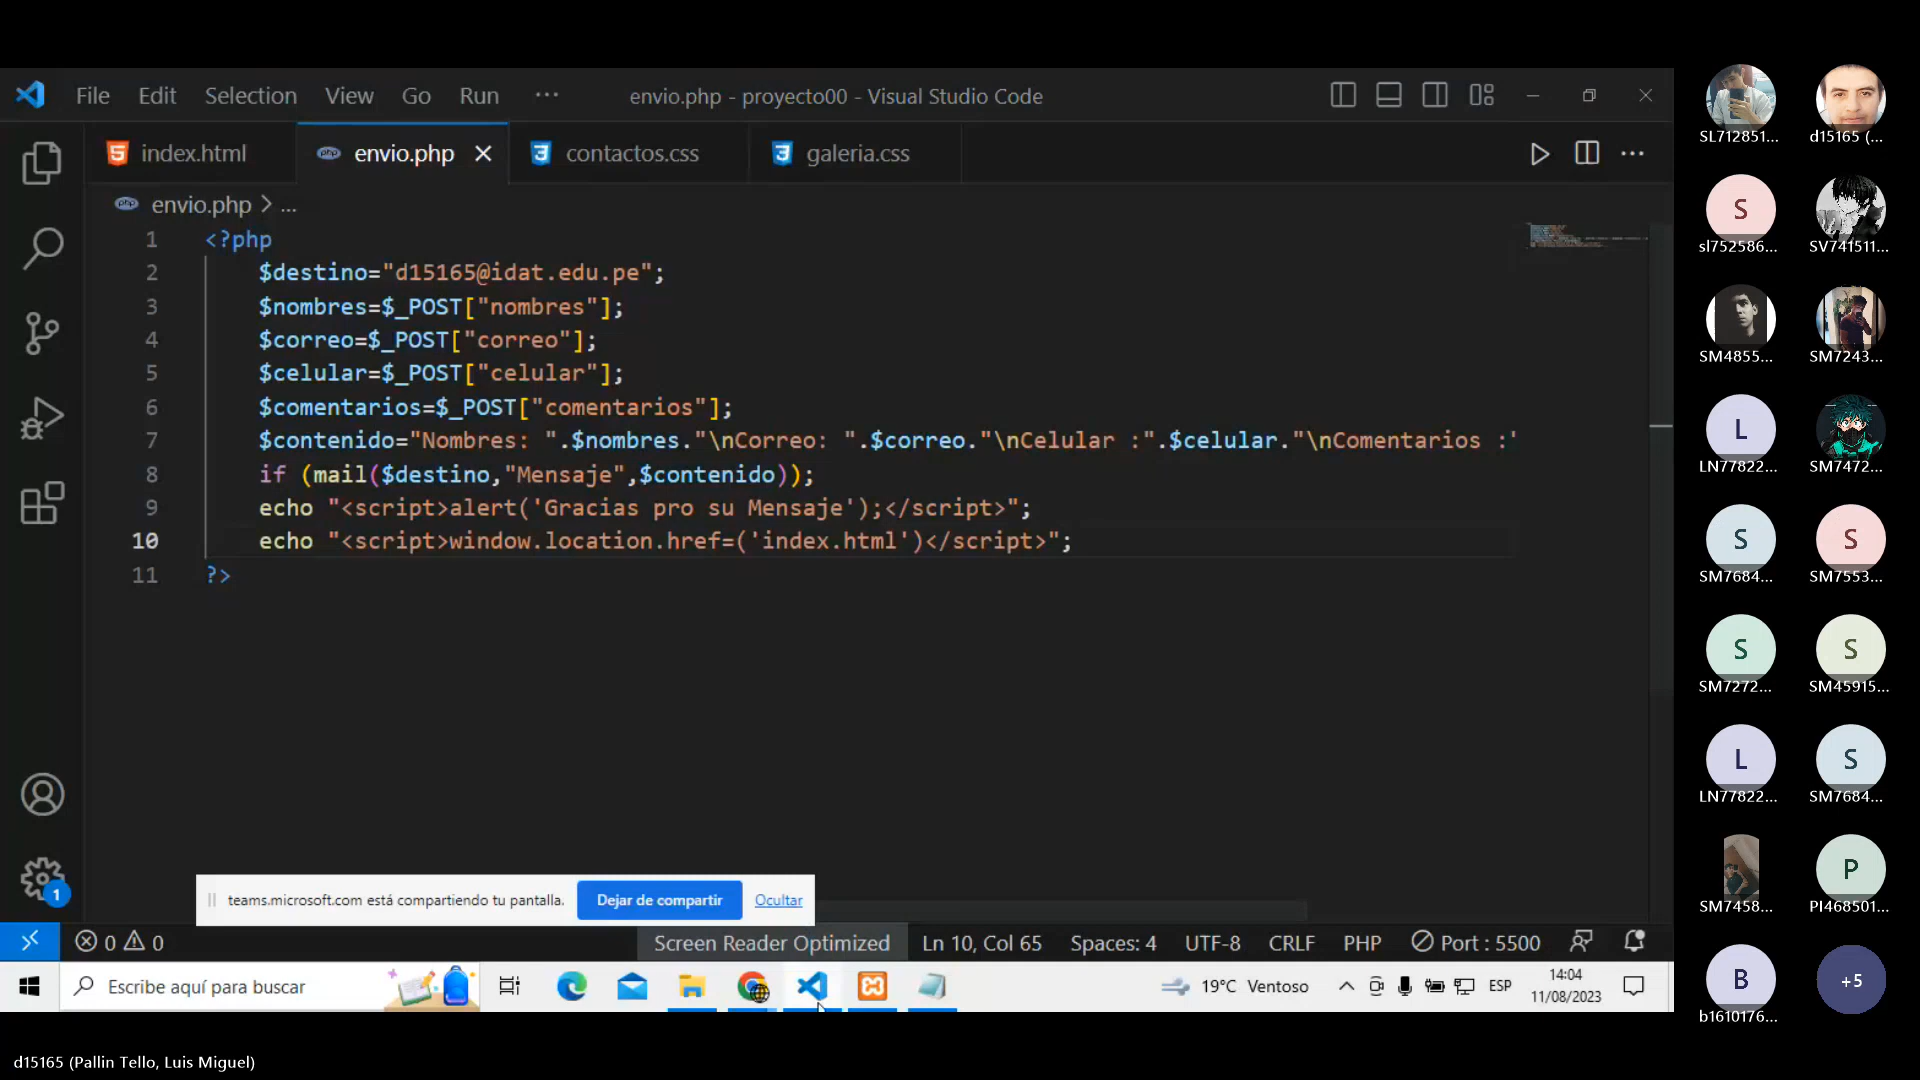 File Edit Selection View Go Run ··· envio.php - proyecto00 - Visual Studio Code
index.html envio.php contactos.css galeria.css
envio.php > ...
1 <?php
2 $destino="d15165@idat.edu.pe";
3 $nombres=$_POST["nombres"];
4 $correo=$_POST["correo"];
5 $celular=$_POST["celular"];
6 $comentarios=$_POST["comentarios"];
7 $contenido="Nombres: ".$nombres."\nCorreo: ".$correo."\nCelular :".$celular."\nComentarios :"
8 if (mail($destino,"Mensaje",$contenido));
9 echo "<script>alert('Gracias pro su Mensaje');</script>";
10 echo "<script>window.location.href=('index.html')</script>";
11 ?>
1
teams.microsoft.com está compartiendo tu pantalla. Dejar de compartir Ocultar
0 0 Screen Reader Optimized Ln 10, Col 65 Spaces: 4 UTF-8 CRLF PHP Port : 5500
Escribe aquí para buscar 19°C Ventoso ESP 14:04
11/08/2023
SL712851... d15165 (...
S
sl752586... SV741511...
SM4855... SM7243...
L
LN77822... SM7472...
S S
SM7684... SM7553...
S S
SM7272... SM45915...
L S
LN77822... SM7684...
P
SM7458... PI468501...
B +5
b1610176...
d15165 (Pallin Tello, Luis Miguel)